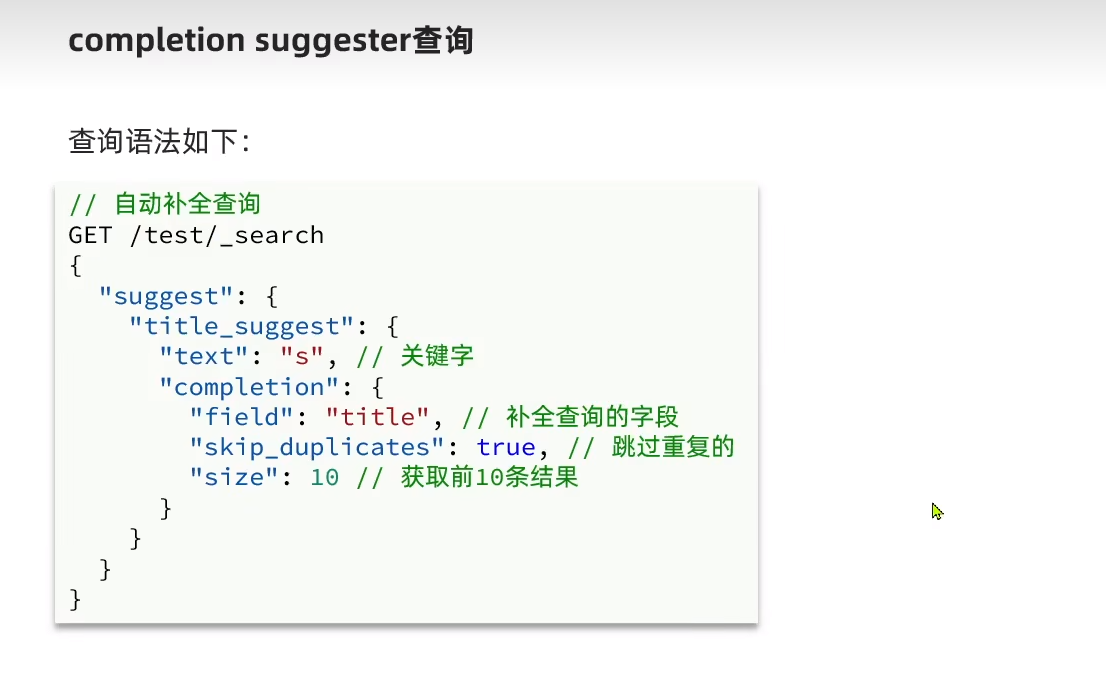 completion suggester查询
查询语法如下：
// 自动补全查询
GET /test/_search
{
  "suggest": {
    "title_suggest": {
      "text": "s", // 关键字
      "completion": {
        "field": "title", // 补全查询的字段
        "skip_duplicates": true, // 跳过重复的
        "size": 10 // 获取前10条结果
      }
    }
  }
}